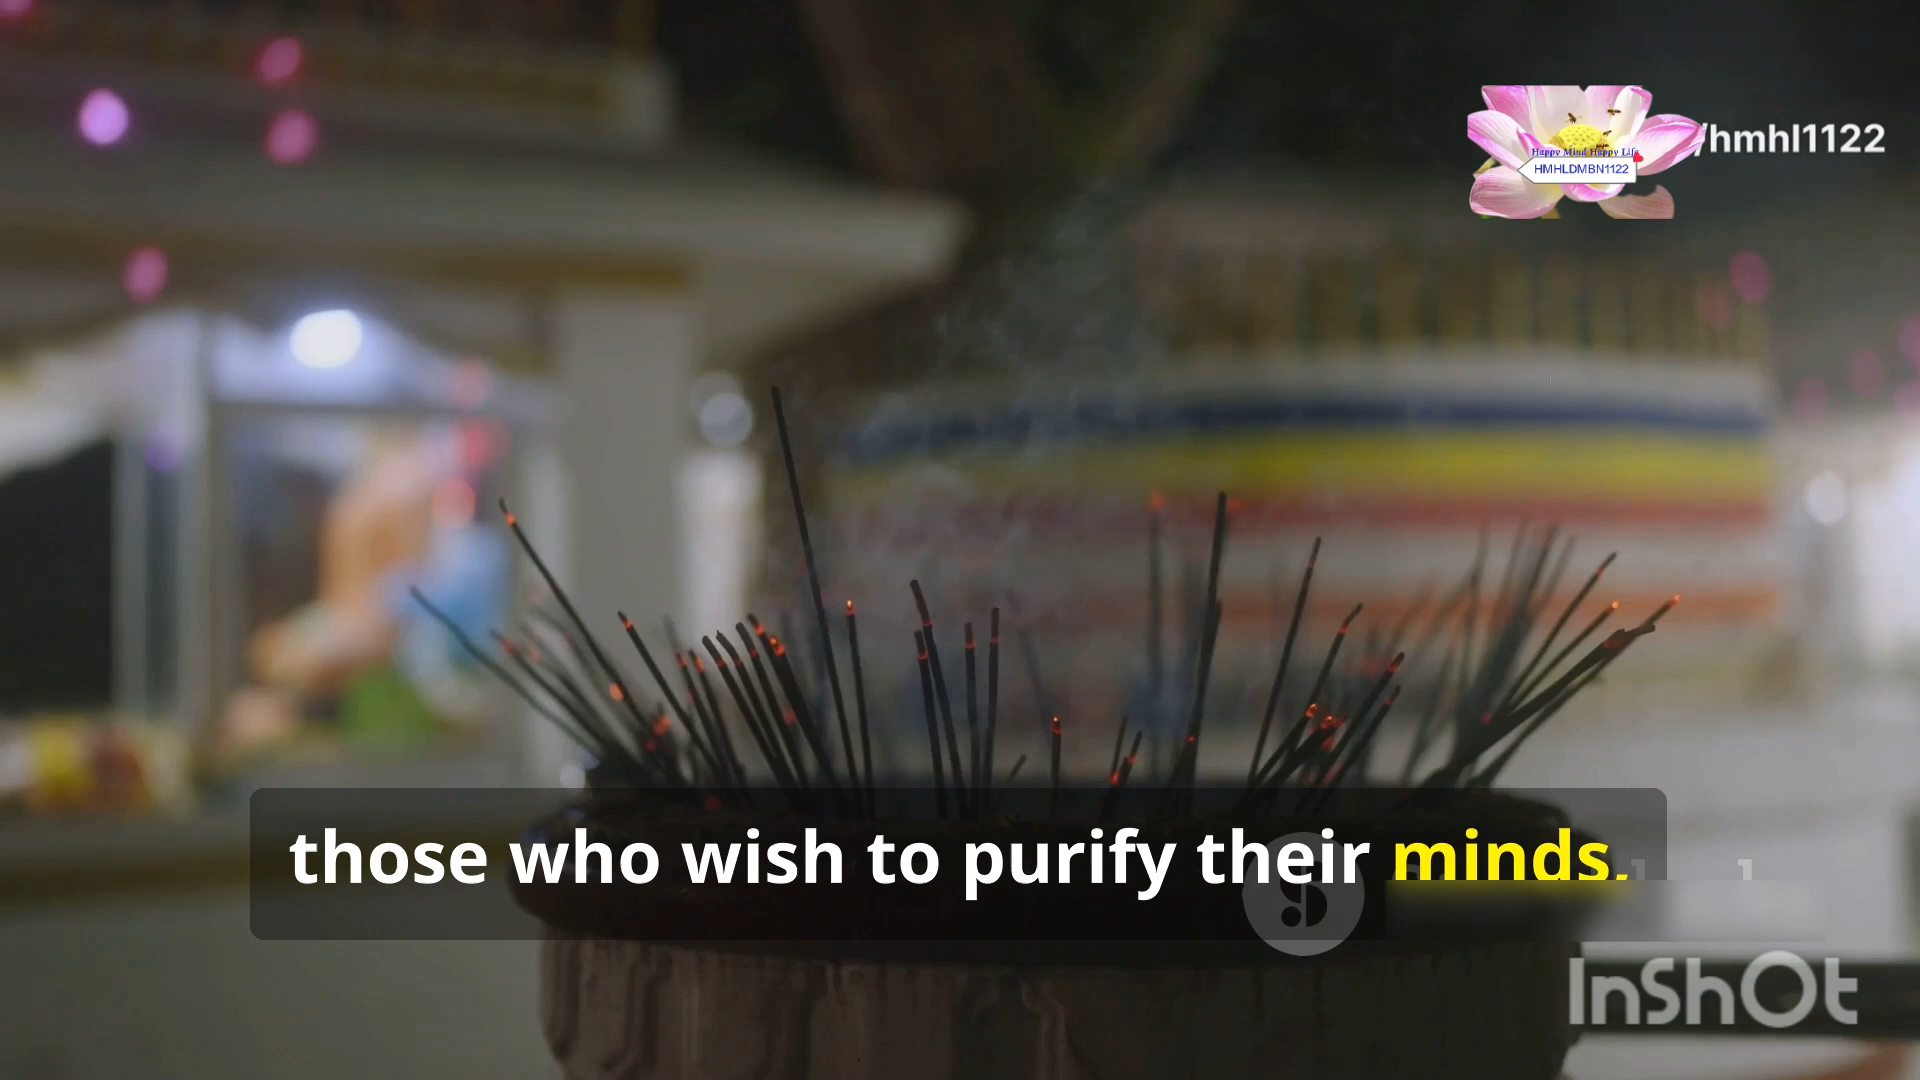 /hmhl1122
Happy Mind Happy Life
HMHLDMBN1122
those who wish to purify their minds,
InShOt